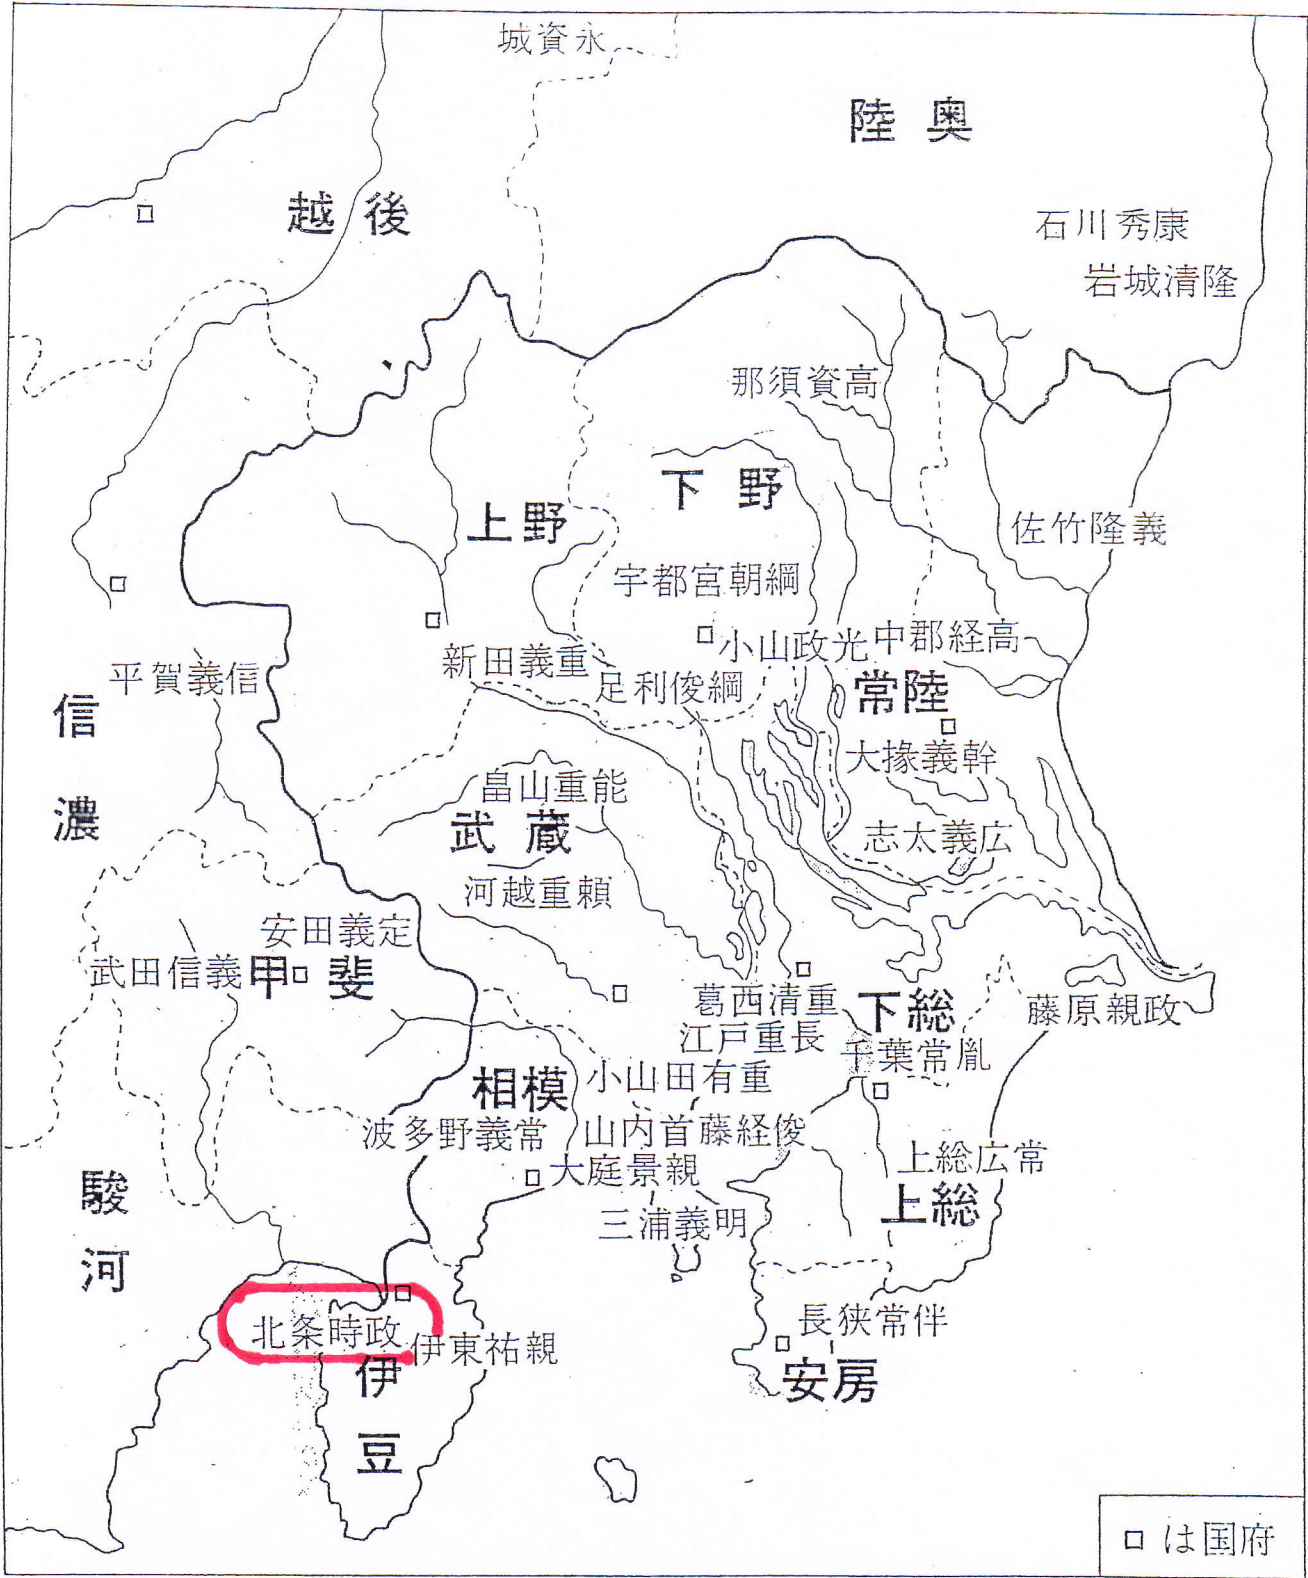 城資永
陸奥
越後
石川秀康
岩城清隆
那須資高
下野
上野
佐竹隆義
宇都宮朝綱
小山政光
中郡経高
新田義重
足利俊綱
平賀義信
常陸
信濃
大掾義幹
畠山重能
武蔵
志太義広
河越重頼
安田義定
武田信義
甲斐
葛西清重
下総
藤原親政
江戸重長
千葉常胤
相模
小山田有重
波多野義常
山内首藤経俊
大庭景親
上総広常
上総
駿河
三浦義明
北条時政
伊東祐親
長狭常伴
伊豆
安房
□は国府